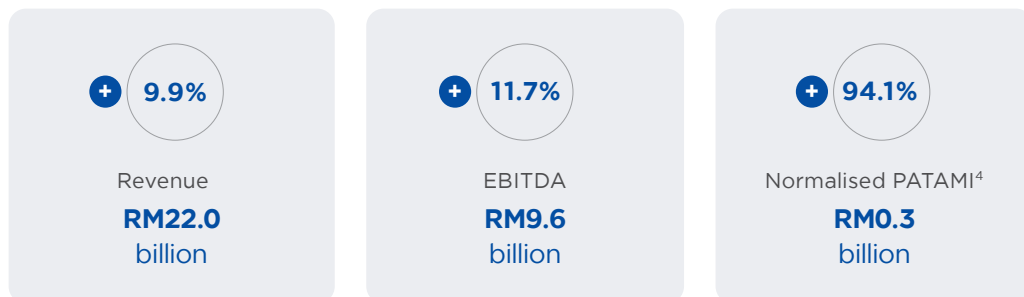 + 9.9%
Revenue
RM22.0
billion
+ 11.7%
EBITDA
RM9.6
billion
+ 94.1%
Normalised PATAMI⁴
RM0.3
billion